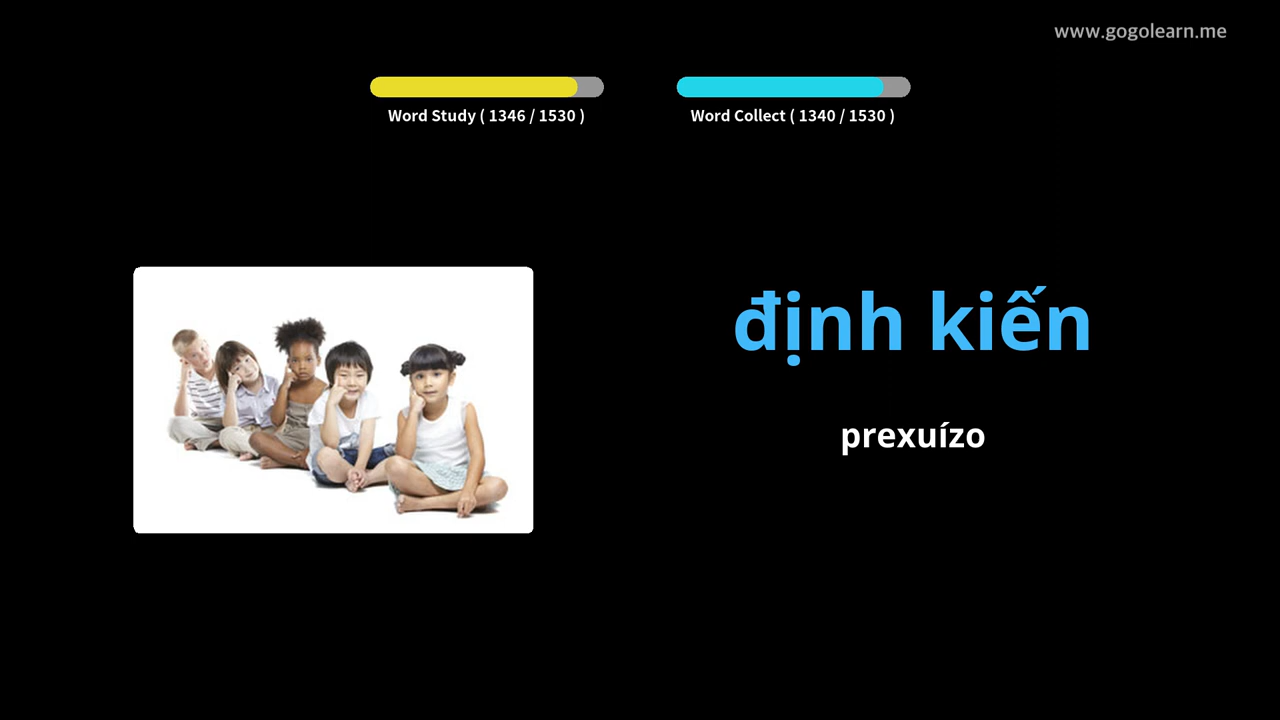 www.gogolearn.me
Word Study ( 1346 / 1530 )
Word Collect ( 1340 / 1530 )
định kiến
prexuízo